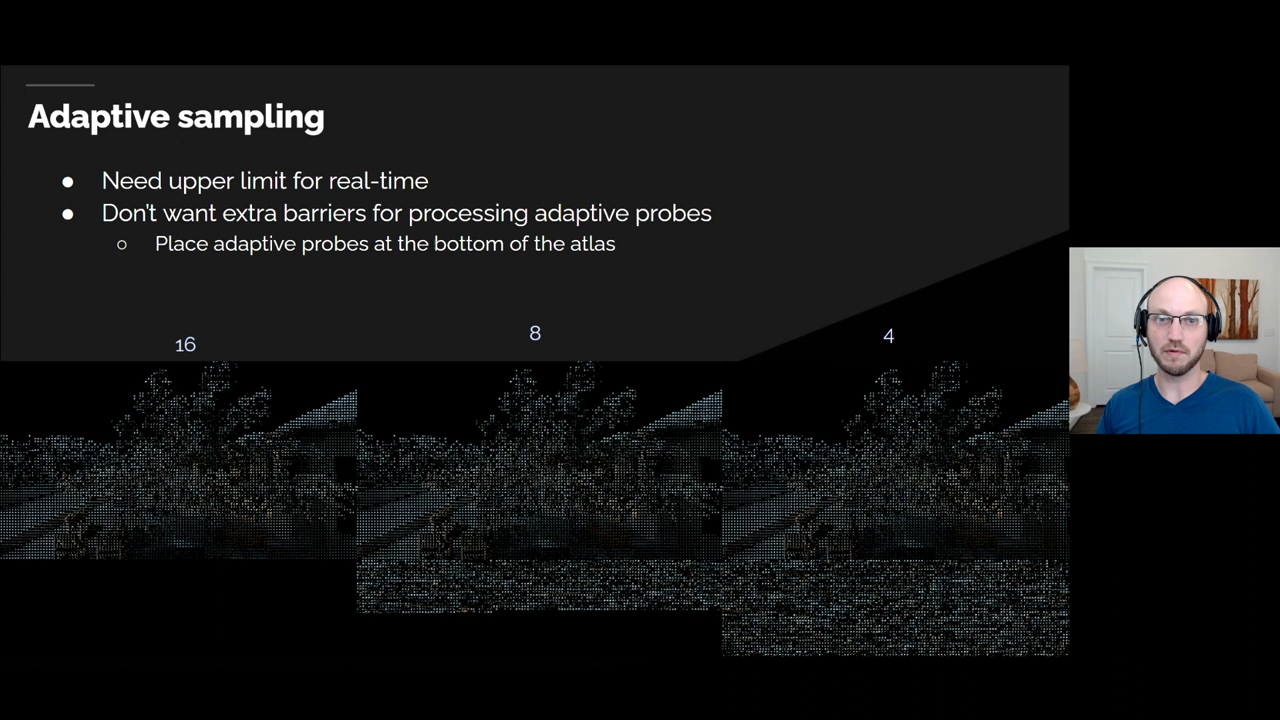 Adaptive sampling
● Need upper limit for real-time
● Don't want extra barriers for processing adaptive probes
○ Place adaptive probes at the bottom of the atlas
16
8
4